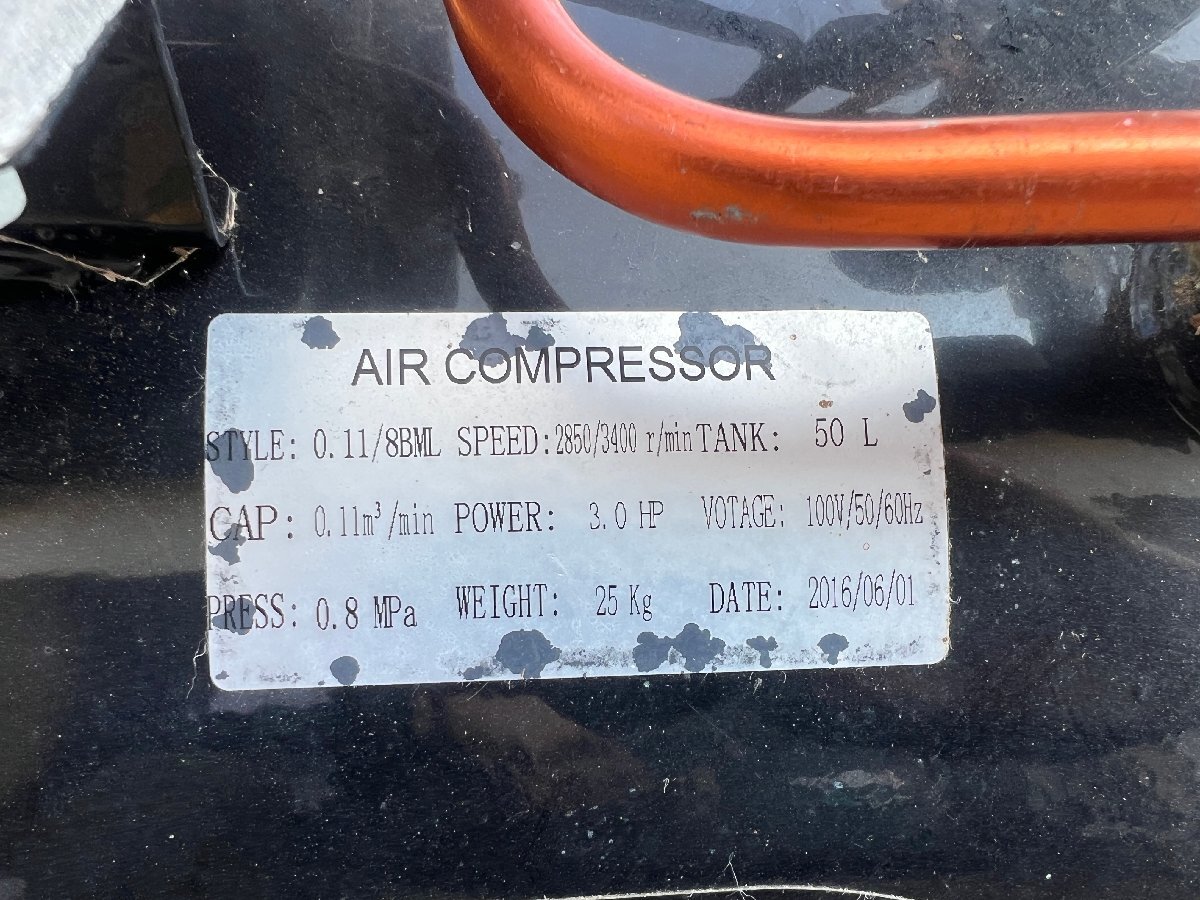 AIR COMPRESSOR
STYLE: 0.11/8BML SPEED: 2850/3400 r/min TANK: 50 L
CAP: 0.11m³/min POWER: 3.0 HP VOTAGE: 100V/50/60Hz
PRESS: 0.8 MPa WEIGHT: 25 Kg DATE: 2016/06/01